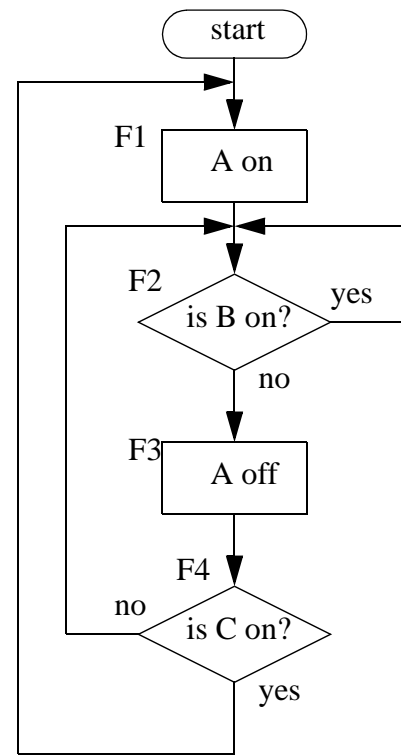 start
F1
A on
F2
is B on?
yes
no
F3
A off
F4
no
is C on?
yes